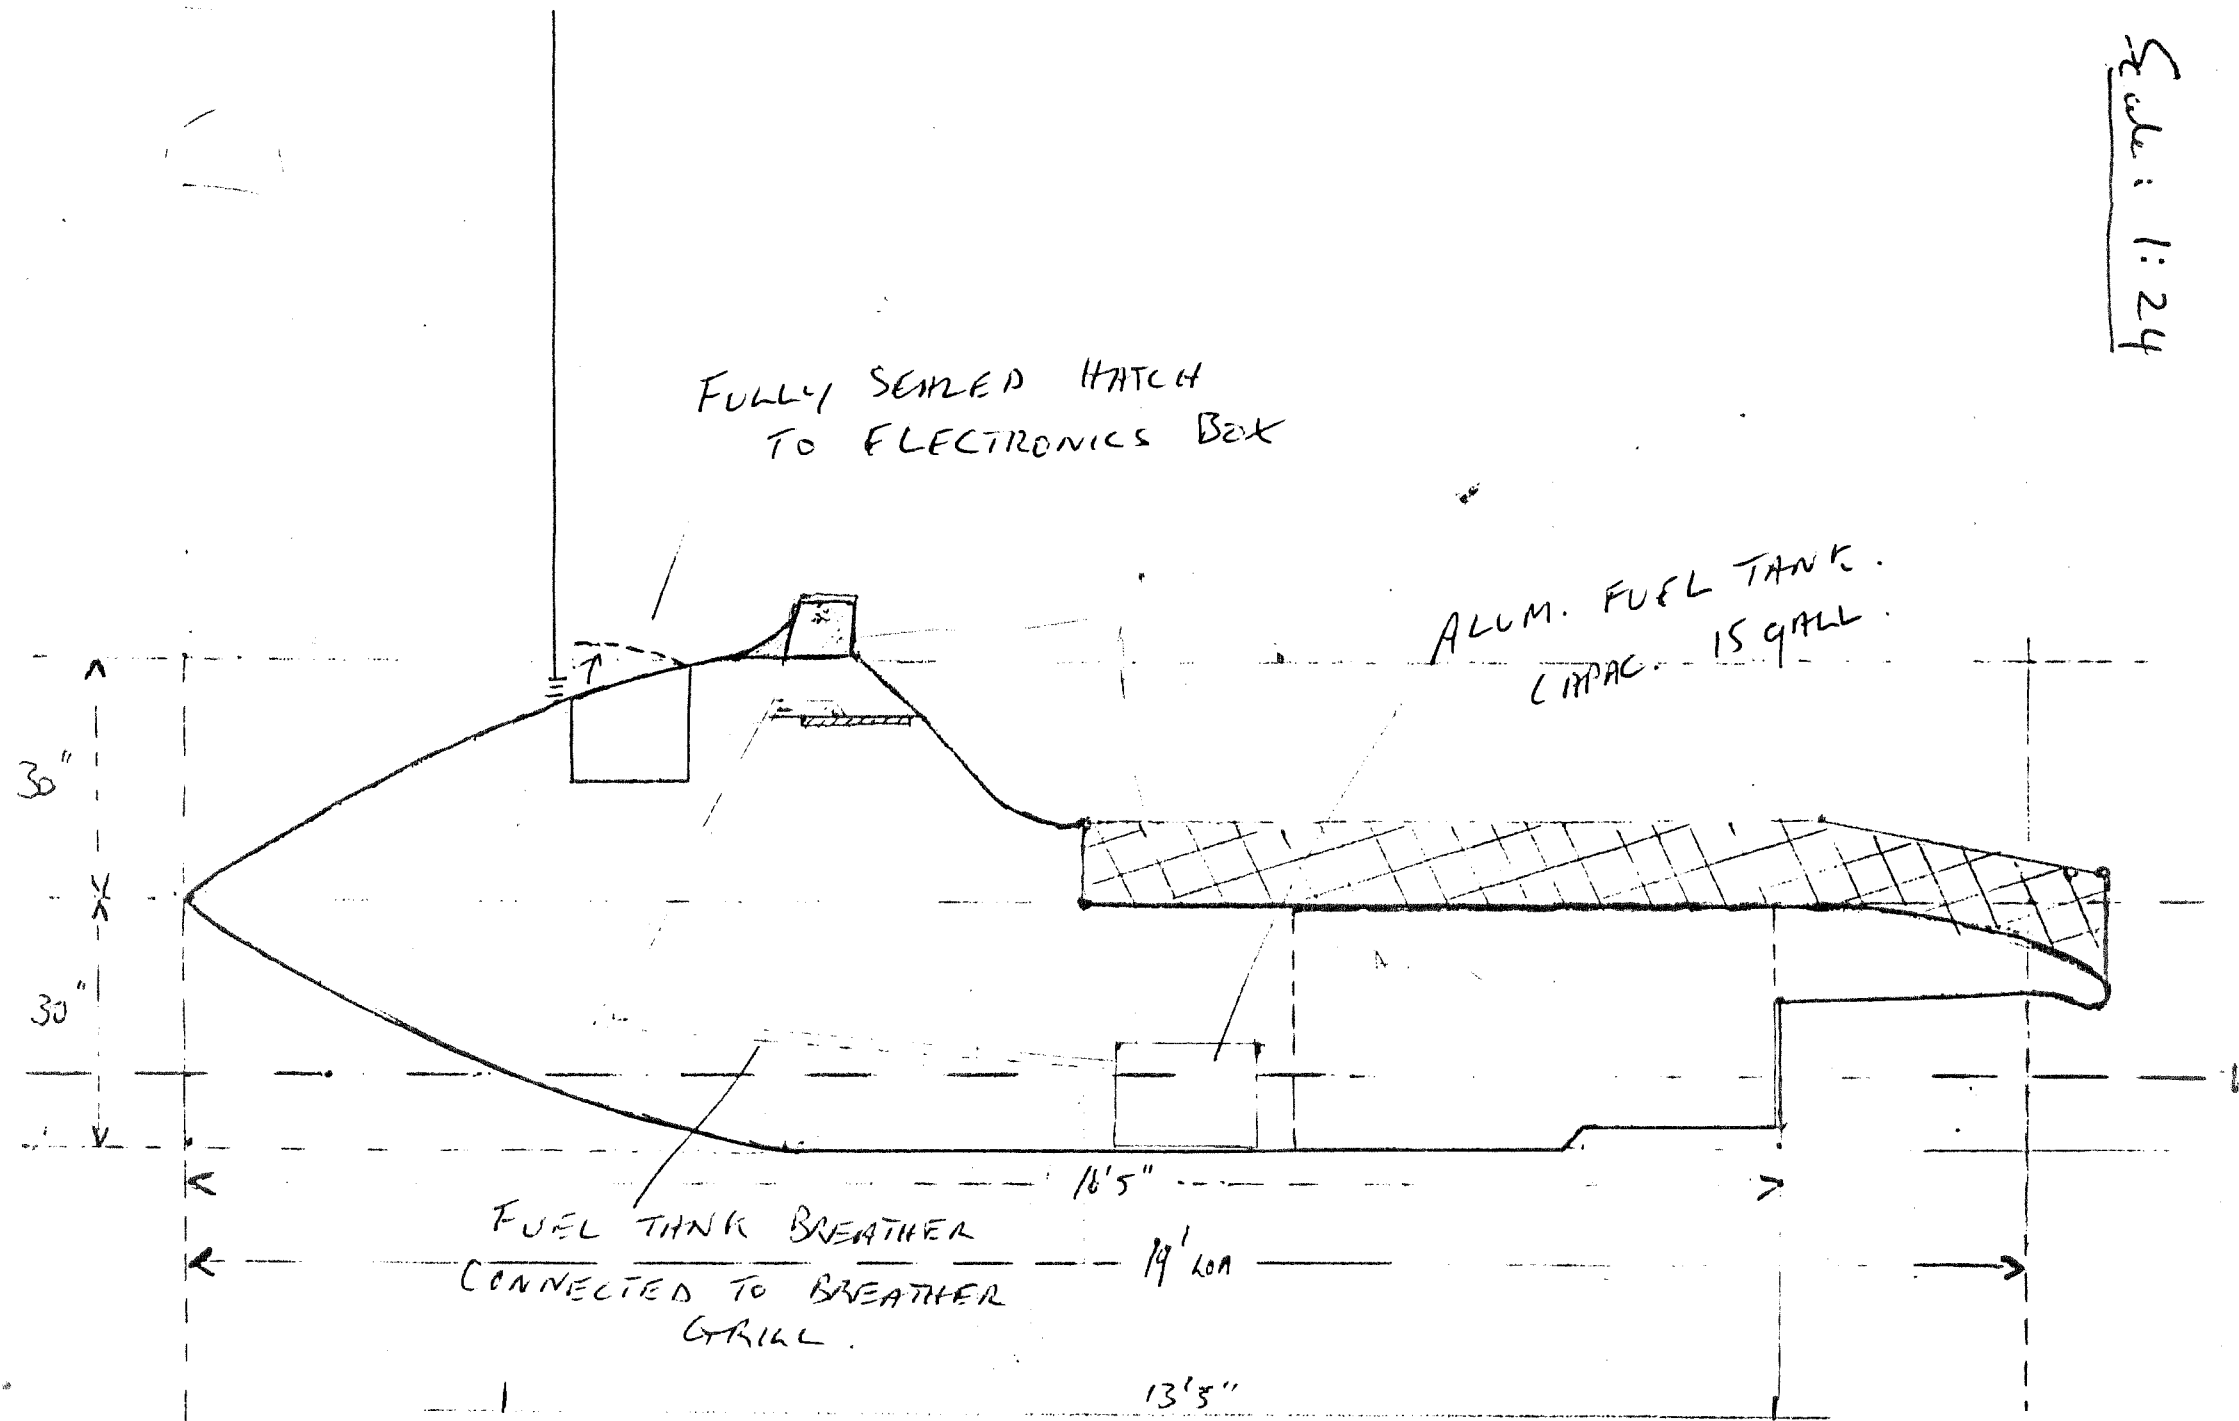 Scale: 1:24
FULLY SEALED HATCH
TO ELECTRONICS BOX
ALUM. FUEL TANK.
CAPAC. 15 GALL.
30"
30"
16'5"
FUEL TANK BREATHER
19' LOA
CONNECTED TO BREATHER
GRILL.
13'5"